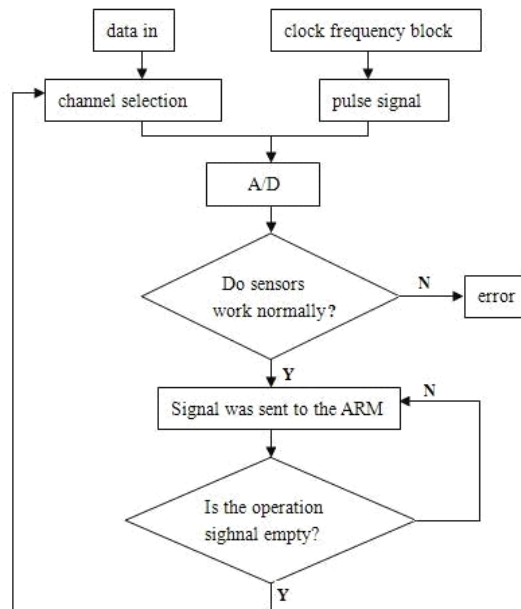 data in
clock frequency block
channel selection
pulse signal
A/D
Do sensors
work normally?
N
error
Y
Signal was sent to the ARM
N
Is the operation
sighnal empty?
Y